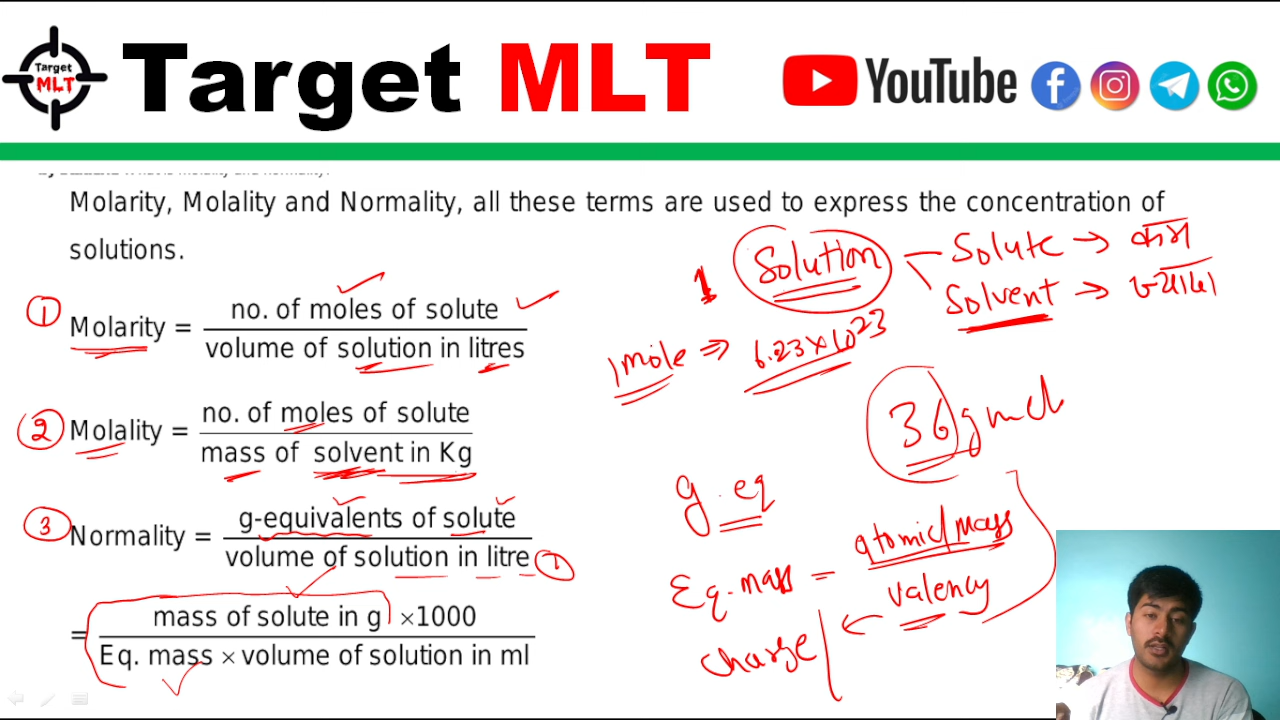 Target MLT
Target MLT YouTube
Molarity, Molality and Normality, all these terms are used to express the concentration of
solutions.
1 Solution Solute → कम
Solvent → ज्यादा
① Molarity = no. of moles of solute
volume of solution in litres
1 mole ⇒ 6.23×10^23
② Molality = no. of moles of solute
mass of solvent in Kg
36 gm
g.eq
③ Normality = g-equivalents of solute
volume of solution in litre
Eq. mass = atomic/mass
valency
= mass of solute in g ×1000
Eq. mass × volume of solution in ml
charge